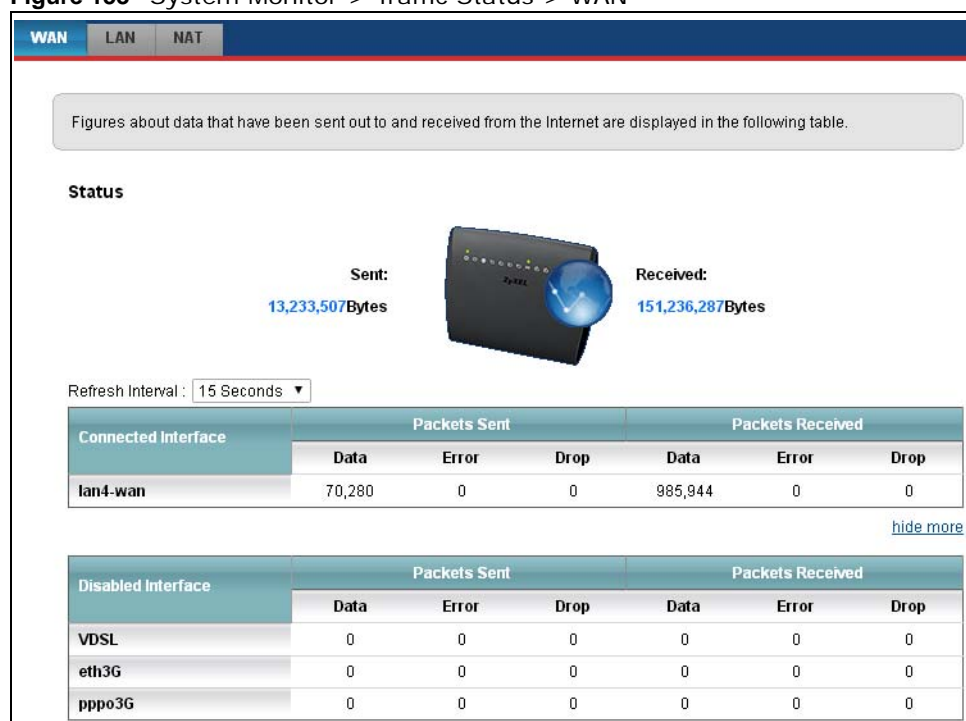 Figure 133 System Monitor > Traffic Status > WAN
WAN LAN NAT
Figures about data that have been sent out to and received from the Internet are displayed in the following table.
Status
Sent: Received:
13,233,507Bytes 151,236,287Bytes
ZyXEL
Refresh Interval : 15 Seconds
Connected Interface Packets Sent Packets Received
Data Error Drop Data Error Drop
lan4-wan 70,280 0 0 985,944 0 0
hide more
Disabled Interface Packets Sent Packets Received
Data Error Drop Data Error Drop
VDSL 0 0 0 0 0 0
eth3G 0 0 0 0 0 0
pppo3G 0 0 0 0 0 0